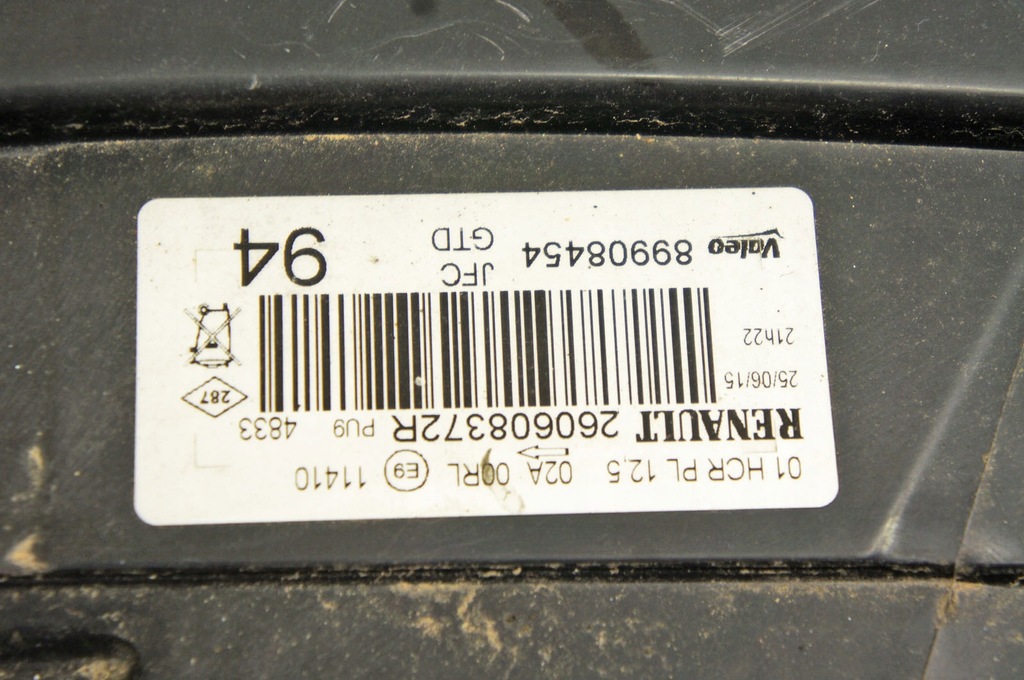 01 HCR PL 12.5 02A 00RL E9 11410
RENAULT 260608372R PU9 4833
25/06/15
21h22
287
Valeo 89908454 JFC
GTD
94